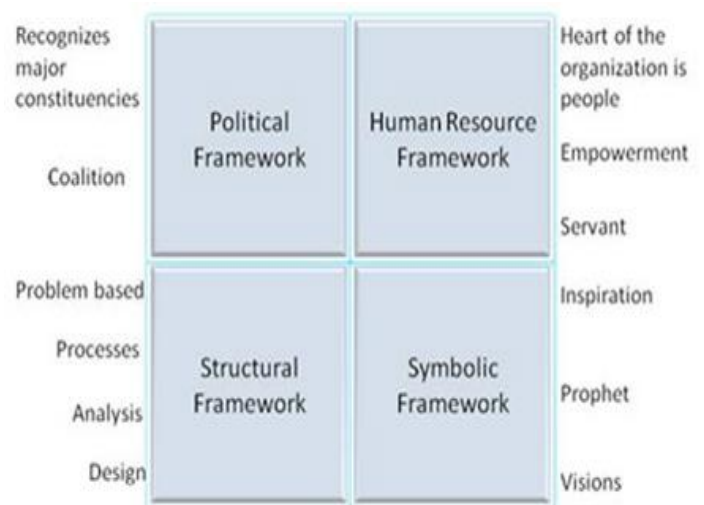 Recognizes
major
constituencies
Coalition
Political
Framework
Human Resource
Framework
Heart of the
organization is
people
Empowerment
Servant
Problem based
Processes
Analysis
Design
Structural
Framework
Symbolic
Framework
Inspiration
Prophet
Visions